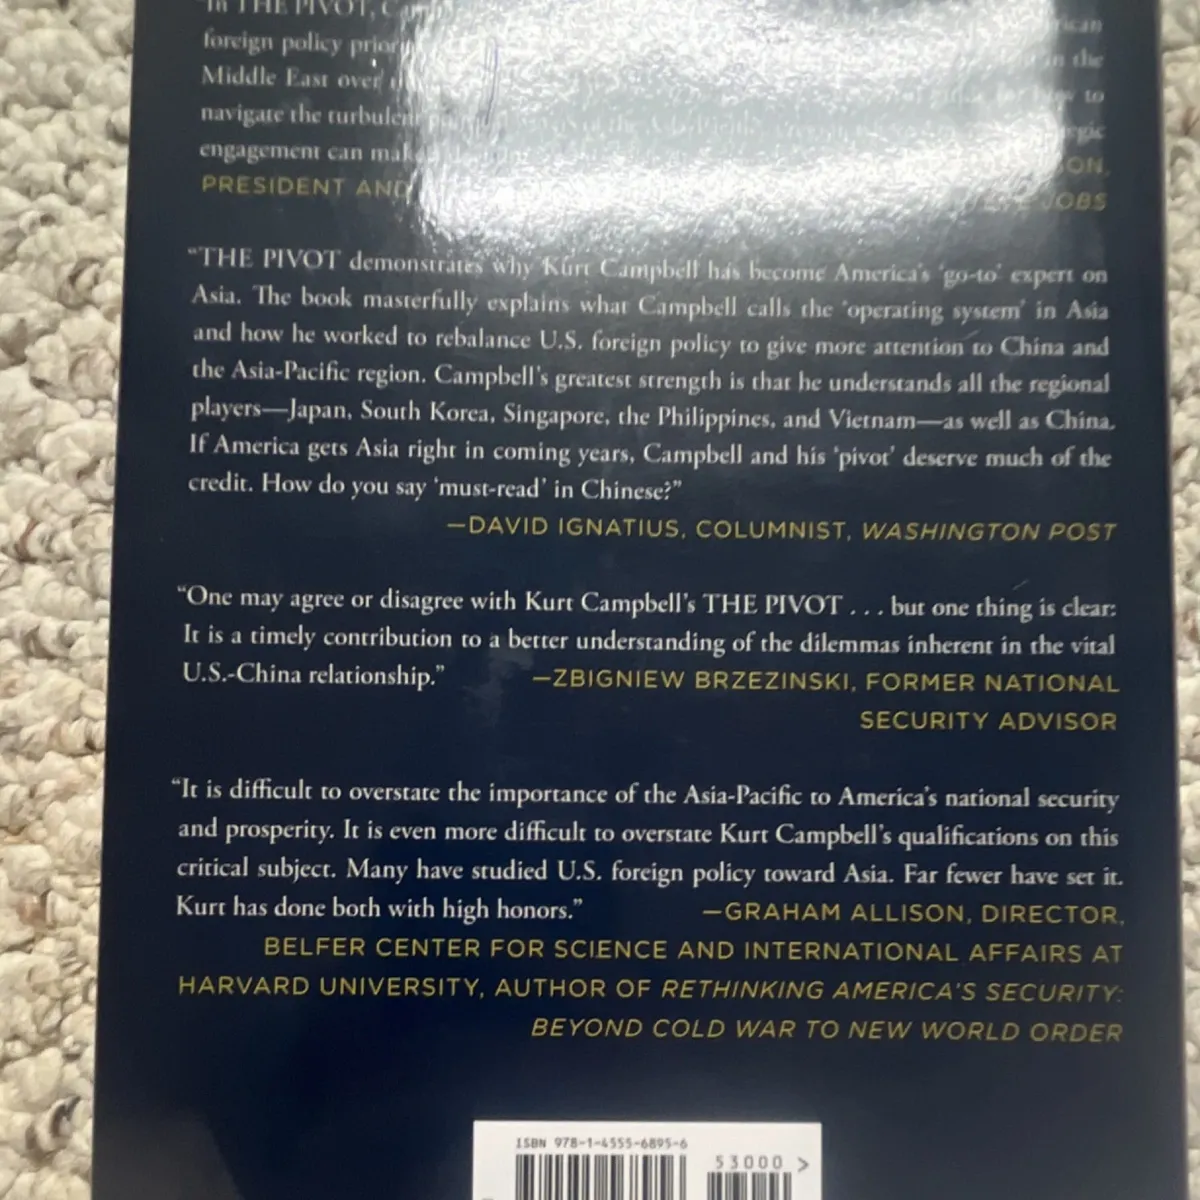 "In THE PIVOT,
foreign policy in the
Middle East over to
navigate the
engagement can
PRESIDENT AND JOBS
"THE PIVOT demonstrates why Kurt Campbell has become America's 'go-to' expert on
Asia. The book masterfully explains what Campbell calls the 'operating system' in Asia
and how he worked to rebalance U.S. foreign policy to give more attention to China and
the Asia-Pacific region. Campbell's greatest strength is that he understands all the regional
players—Japan, South Korea, Singapore, the Philippines, and Vietnam—as well as China.
If America gets Asia right in coming years, Campbell and his 'pivot' deserve much of the
credit. How do you say 'must-read' in Chinese?"
—DAVID IGNATIUS, COLUMNIST, WASHINGTON POST
"One may agree or disagree with Kurt Campbell's THE PIVOT . . . but one thing is clear:
It is a timely contribution to a better understanding of the dilemmas inherent in the vital
U.S.-China relationship." —ZBIGNIEW BRZEZINSKI, FORMER NATIONAL
SECURITY ADVISOR
"It is difficult to overstate the importance of the Asia-Pacific to America's national security
and prosperity. It is even more difficult to overstate Kurt Campbell's qualifications on this
critical subject. Many have studied U.S. foreign policy toward Asia. Far fewer have set it.
Kurt has done both with high honors." —GRAHAM ALLISON, DIRECTOR,
BELFER CENTER FOR SCIENCE AND INTERNATIONAL AFFAIRS AT
HARVARD UNIVERSITY, AUTHOR OF RETHINKING AMERICA'S SECURITY:
BEYOND COLD WAR TO NEW WORLD ORDER
ISBN 978-1-4555-6895-6
53000 >